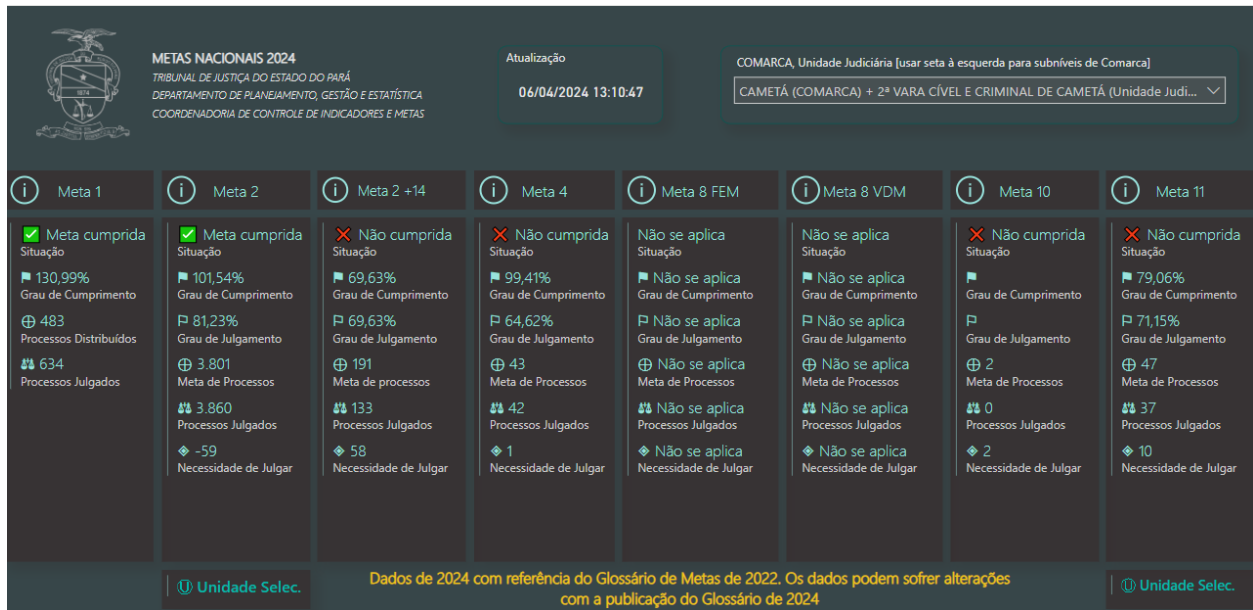 METAS NACIONAIS 2024
TRIBUNAL DE JUSTIÇA DO ESTADO DO PARÁ
DEPARTAMENTO DE PLANEJAMENTO, GESTÃO E ESTATÍSTICA
COORDENADORIA DE CONTROLE DE INDICADORES E METAS
1874
Atualização
06/04/2024 13:10:47
COMARCA, Unidade Judiciária [usar seta à esquerda para subníveis de Comarca]
CAMETÁ (COMARCA) + 2ª VARA CÍVEL E CRIMINAL DE CAMETÁ (Unidade Judi...
Meta 1
Meta cumprida
Situação
130,99%
Grau de Cumprimento
483
Processos Distribuídos
634
Processos Julgados
Meta 2
Meta cumprida
Situação
101,54%
Grau de Cumprimento
81,23%
Grau de Julgamento
3.801
Meta de Processos
3.860
Processos Julgados
-59
Necessidade de Julgar
Unidade Selec.
Meta 2 +14
Não cumprida
Situação
69,63%
Grau de Cumprimento
69,63%
Grau de Julgamento
191
Meta de processos
133
Processos Julgados
58
Necessidade de Julgar
Meta 4
Não cumprida
Situação
99,41%
Grau de Cumprimento
64,62%
Grau de Julgamento
43
Meta de Processos
42
Processos Julgados
1
Necessidade de Julgar
Meta 8 FEM
Não se aplica
Situação
Não se aplica
Grau de Cumprimento
Não se aplica
Grau de Julgamento
Não se aplica
Meta de Processos
Não se aplica
Processos Julgados
Não se aplica
Necessidade de Julgar
Meta 8 VDM
Não se aplica
Situação
Não se aplica
Grau de Cumprimento
Não se aplica
Grau de Julgamento
Não se aplica
Meta de Processos
Não se aplica
Processos Julgados
Não se aplica
Necessidade de Julgar
Meta 10
Não cumprida
Situação
Grau de Cumprimento
Grau de Julgamento
2
Meta de Processos
0
Processos Julgados
2
Necessidade de Julgar
Meta 11
Não cumprida
Situação
79,06%
Grau de Cumprimento
71,15%
Grau de Julgamento
47
Meta de Processos
37
Processos Julgados
10
Necessidade de Julgar
Unidade Selec.
Dados de 2024 com referência do Glossário de Metas de 2022. Os dados podem sofrer alterações
com a publicação do Glossário de 2024